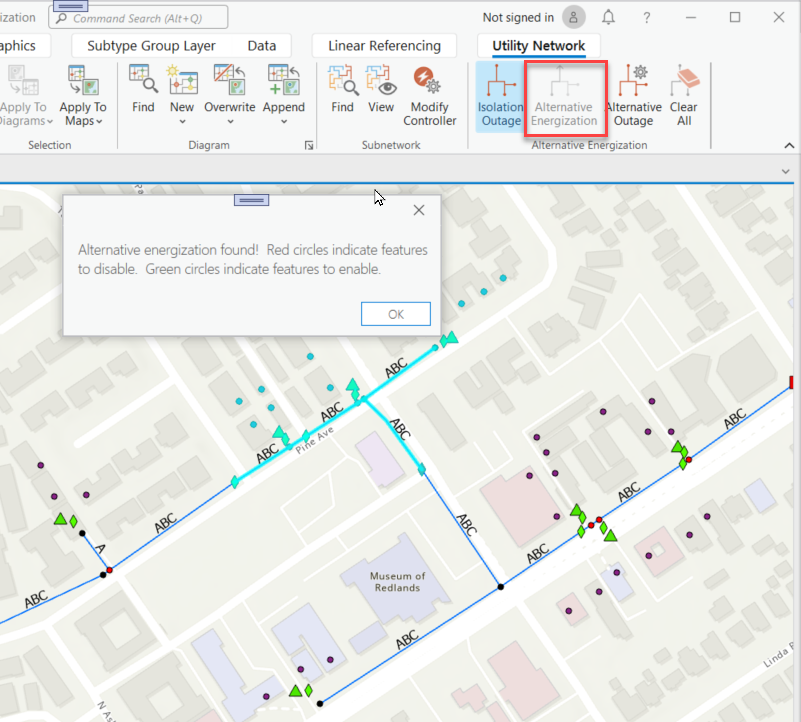 ization
Command Search (Alt+Q)
Not signed in
aphics
Subtype Group Layer
Data
Linear Referencing
Utility Network
Apply To
Diagrams
Apply To
Maps
Find
New
Overwrite
Append
Find
View
Modify
Controller
Isolation
Outage
Alternative
Energization
Alternative
Outage
Clear
All
Selection
Diagram
Subnetwork
Alternative Energization
Alternative energization found! Red circles indicate features
to disable. Green circles indicate features to enable.
OK
ABC
ABC
ABC
ABC
Pine Ave
ABC
ABC
ABC
A
ABC
ABC
ABC
Museum of
Redlands
ABC
Linda R
N As